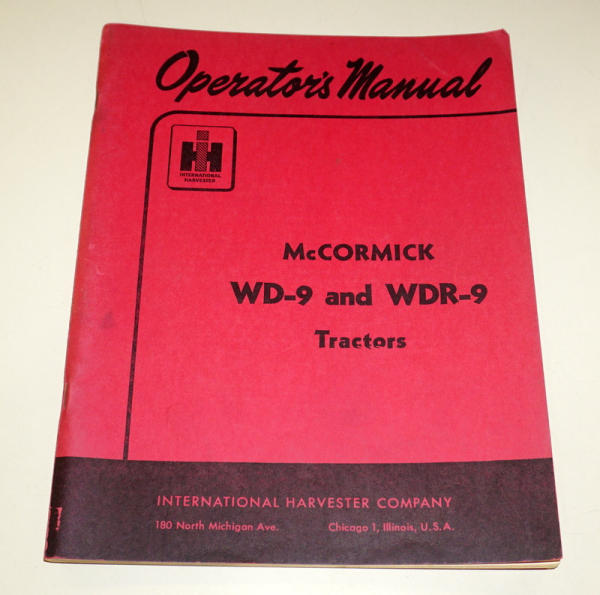 Operator's Manual
IH
INTERNATIONAL
HARVESTER
McCORMICK
WD-9 and WDR-9
Tractors
INTERNATIONAL HARVESTER COMPANY
180 North Michigan Ave. Chicago 1, Illinois, U.S.A.